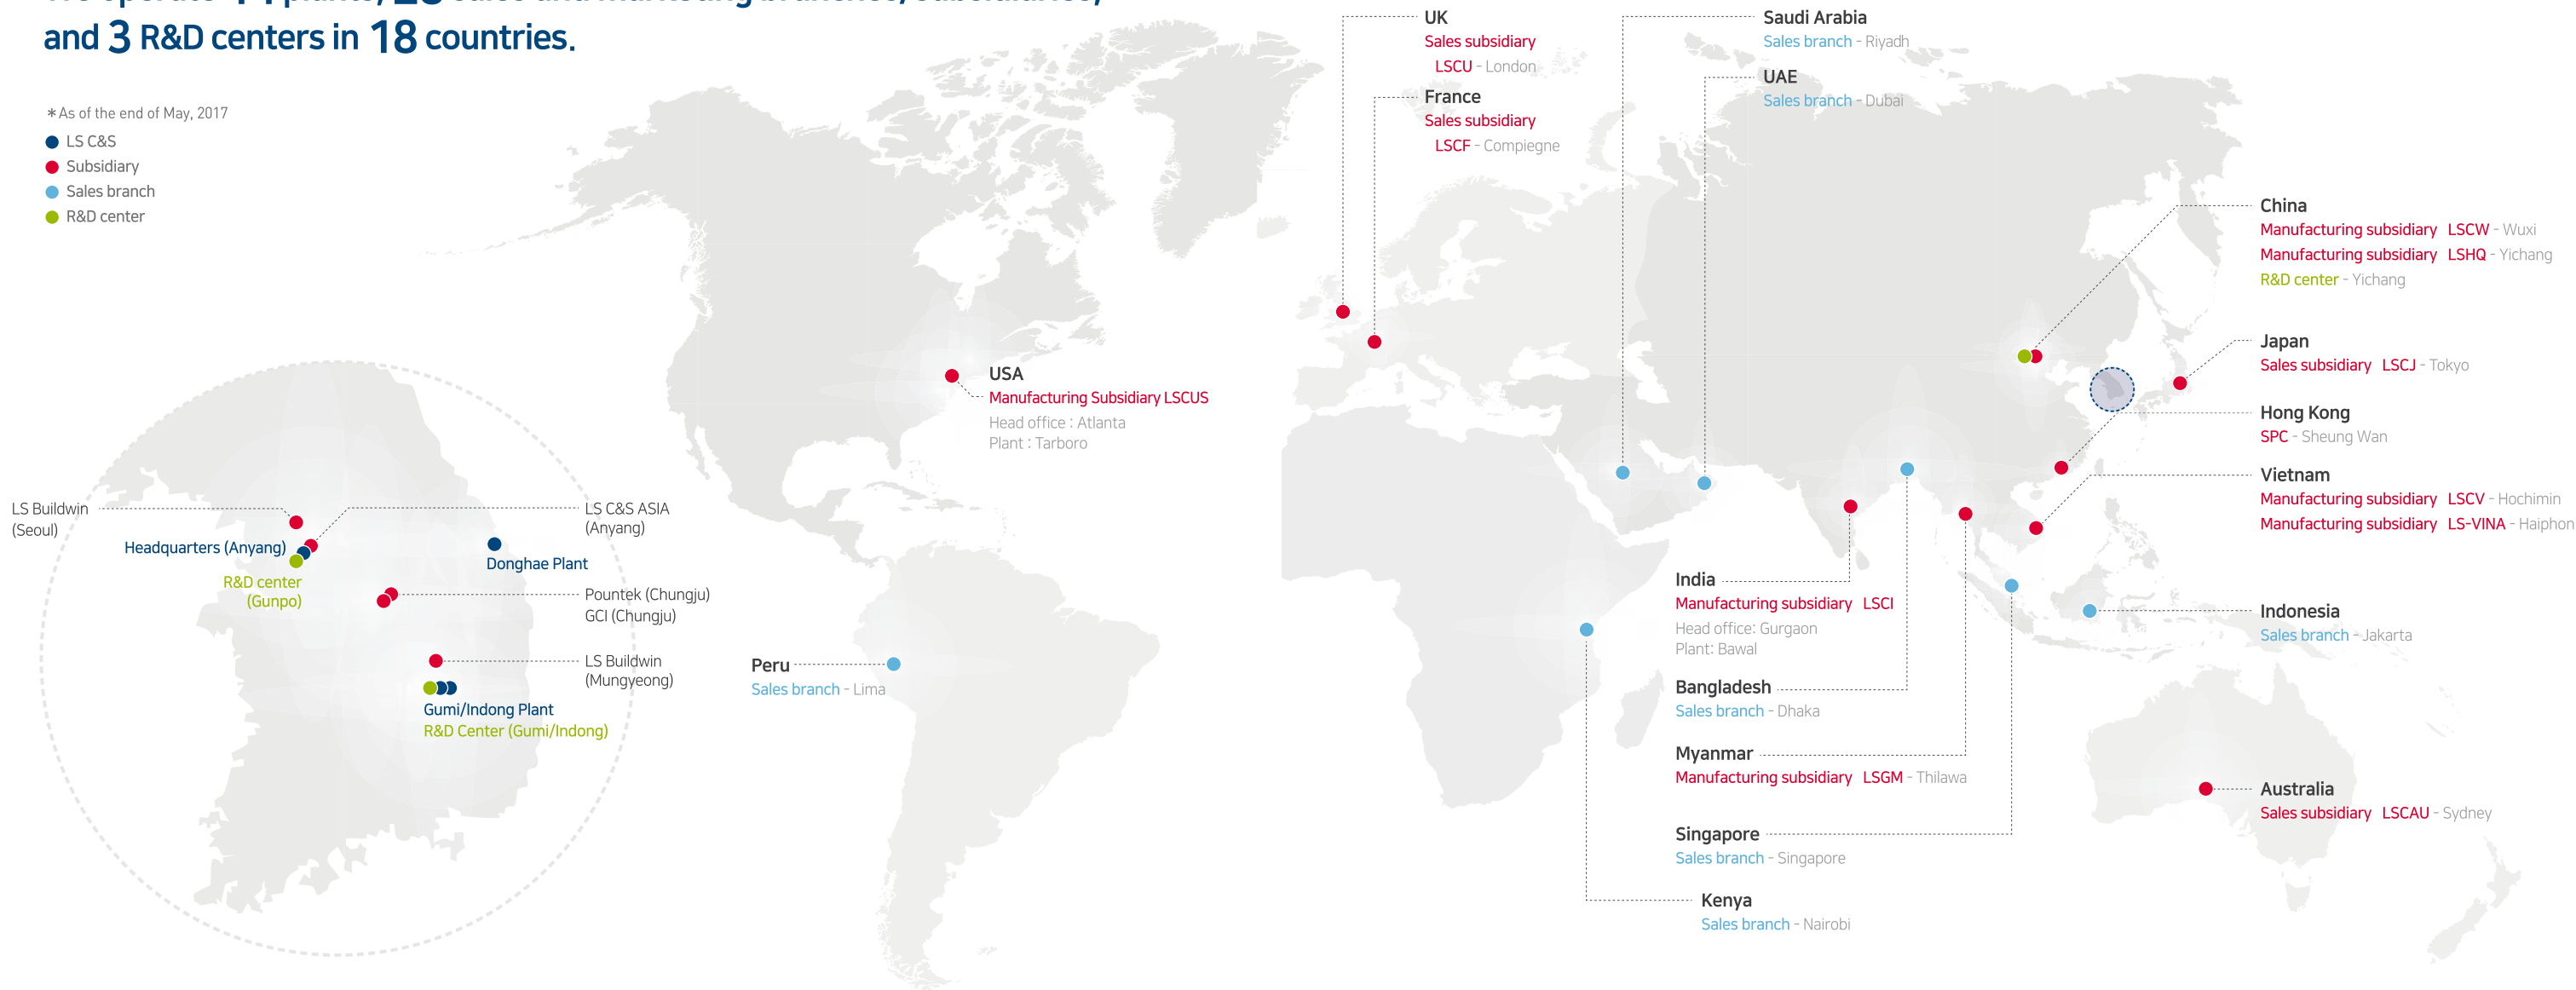 and 3 R&D centers in 18 countries.
*As of the end of May, 2017
LS C&S
Subsidiary
Sales branch
R&D center
LS Buildwin
(Seoul)
LS C&S ASIA
(Anyang)
Headquarters (Anyang)
Donghae Plant
R&D center
(Gunpo)
Pountek (Chungju)
GCI (Chungju)
LS Buildwin
(Mungyeong)
Gumi/Indong Plant
R&D Center (Gumi/Indong)
USA
Manufacturing Subsidiary LSCUS
Head office : Atlanta
Plant : Tarboro
Peru
Sales branch - Lima
UK
Sales subsidiary
LSCU - London
France
Sales subsidiary
LSCF - Compiegne
Saudi Arabia
Sales branch - Riyadh
UAE
Sales branch - Dubai
India
Manufacturing subsidiary LSCI
Head office: Gurgaon
Plant: Bawal
Bangladesh
Sales branch - Dhaka
Myanmar
Manufacturing subsidiary LSGM - Thilawa
Singapore
Sales branch - Singapore
Kenya
Sales branch - Nairobi
China
Manufacturing subsidiary LSCW - Wuxi
Manufacturing subsidiary LSHQ - Yichang
R&D center - Yichang
Japan
Sales subsidiary LSCJ - Tokyo
Hong Kong
SPC - Sheung Wan
Vietnam
Manufacturing subsidiary LSCV - Hochimin
Manufacturing subsidiary LS-VINA - Haiphon
Indonesia
Sales branch - Jakarta
Australia
Sales subsidiary LSCAU - Sydney